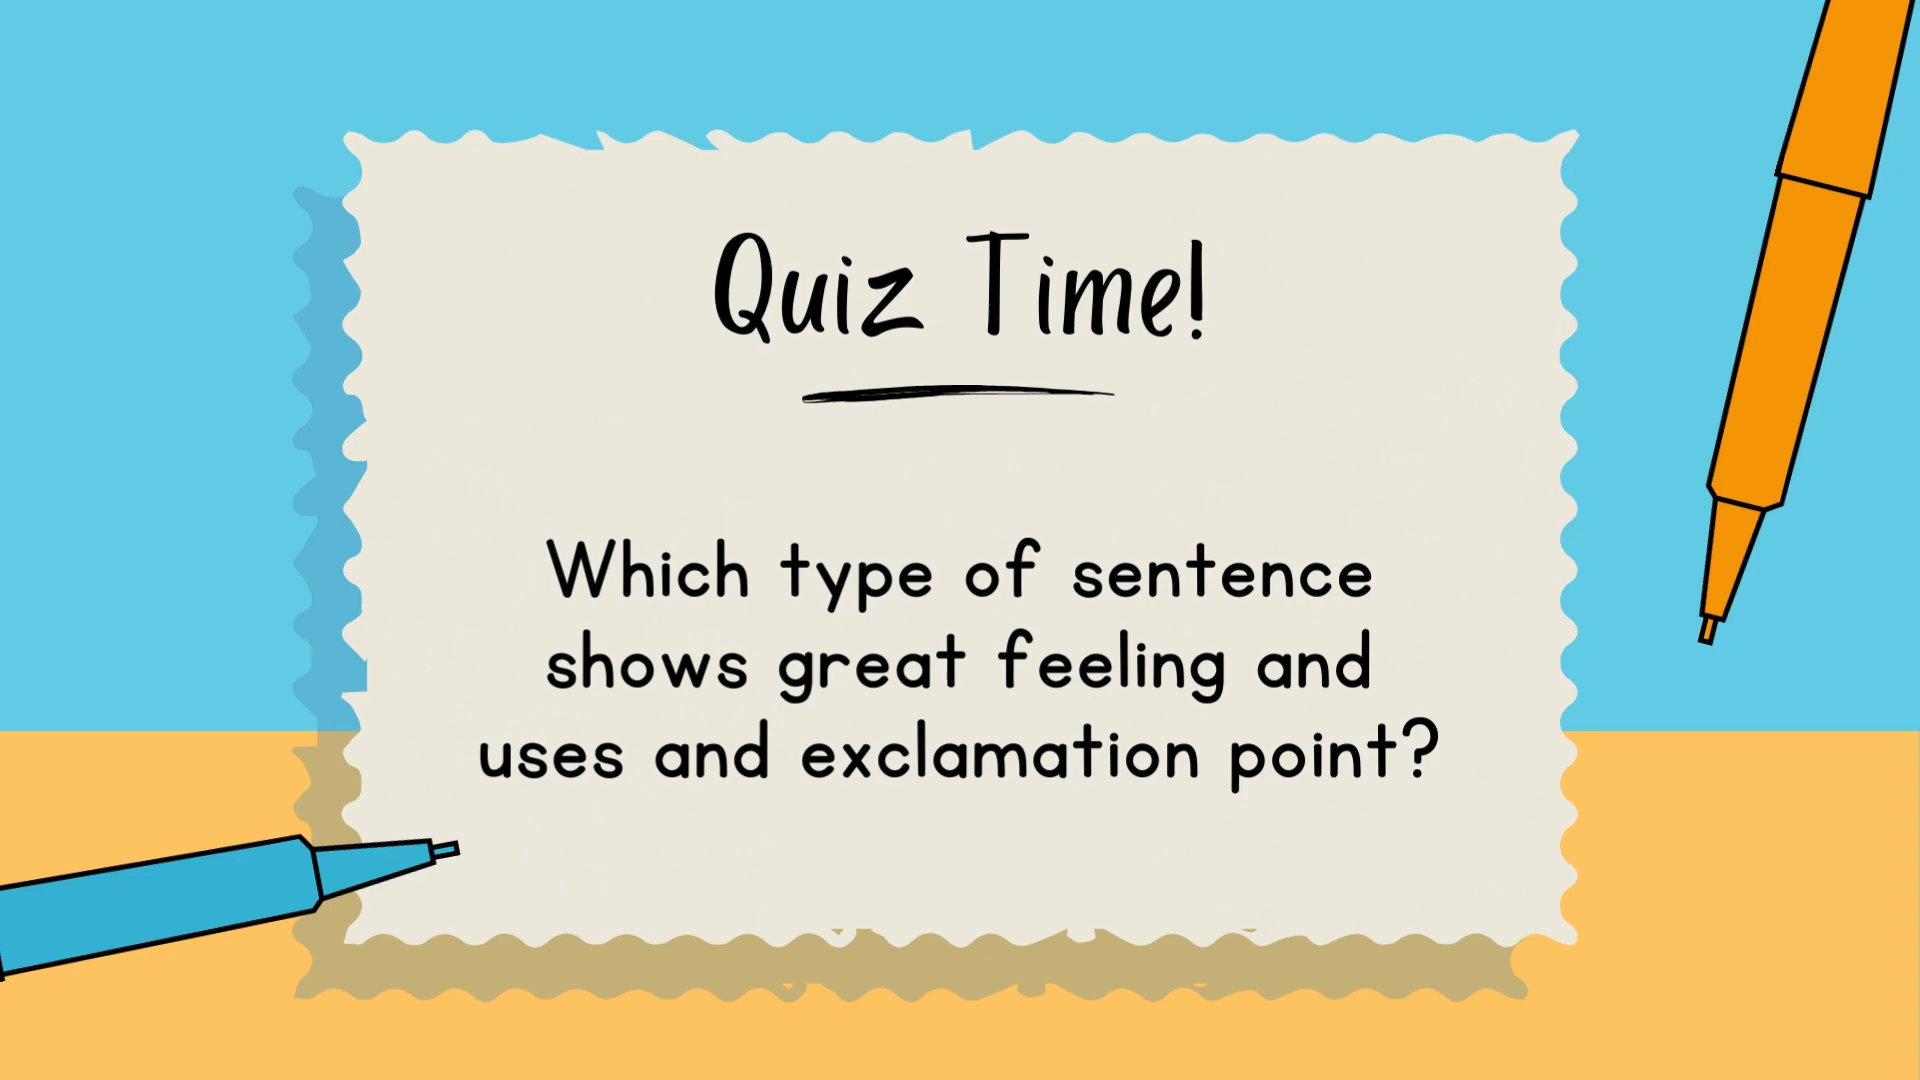 Quiz Time!
Which type of sentence
shows great feeling and
uses and exclamation point?